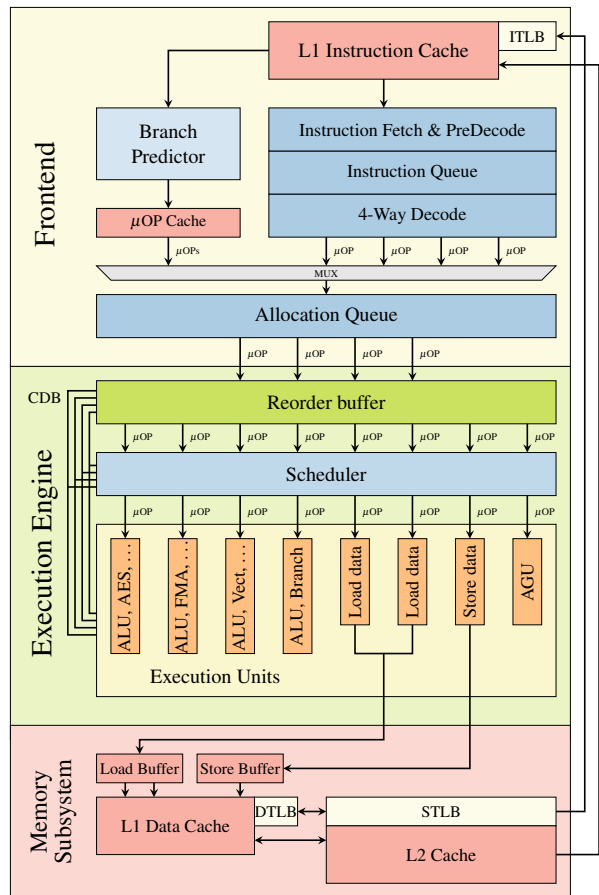 Frontend
L1 Instruction Cache
ITLB
Branch
Predictor
Instruction Fetch & PreDecode
Instruction Queue
4-Way Decode
μOP Cache
μOPs
μOP μOP μOP μOP
MUX
Allocation Queue
μOP μOP μOP μOP
Execution Engine
CDB
Reorder buffer
μOP μOP μOP μOP μOP μOP μOP μOP
Scheduler
μOP μOP μOP μOP μOP μOP μOP μOP
ALU, AES, …
ALU, FMA, …
ALU, Vect, …
ALU, Branch
Load data
Load data
Store data
AGU
Execution Units
Memory
Subsystem
Load Buffer
Store Buffer
L1 Data Cache
DTLB
STLB
L2 Cache